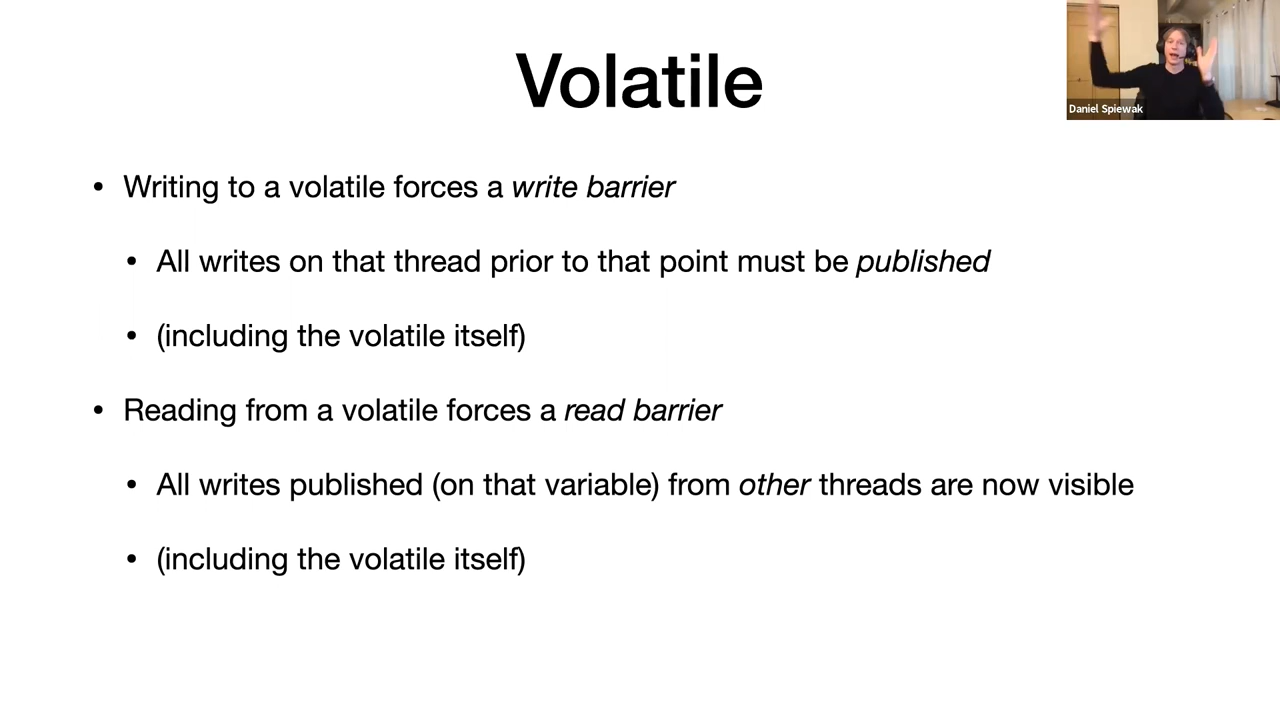 Volatile
Daniel Spiewak
• Writing to a volatile forces a write barrier
• All writes on that thread prior to that point must be published
• (including the volatile itself)
• Reading from a volatile forces a read barrier
• All writes published (on that variable) from other threads are now visible
• (including the volatile itself)